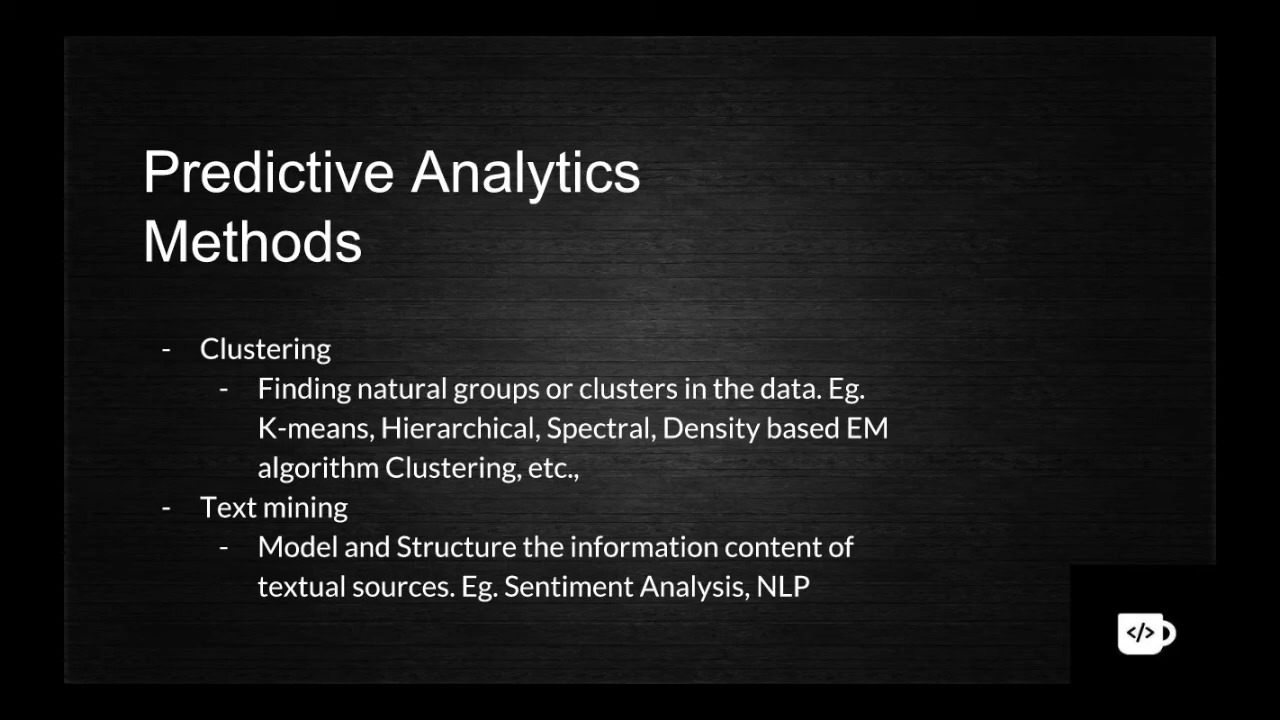 Predictive Analytics
Methods
- Clustering
- Finding natural groups or clusters in the data. Eg.
K-means, Hierarchical, Spectral, Density based EM
algorithm Clustering, etc.,
- Text mining
- Model and Structure the information content of
textual sources. Eg. Sentiment Analysis, NLP
</>